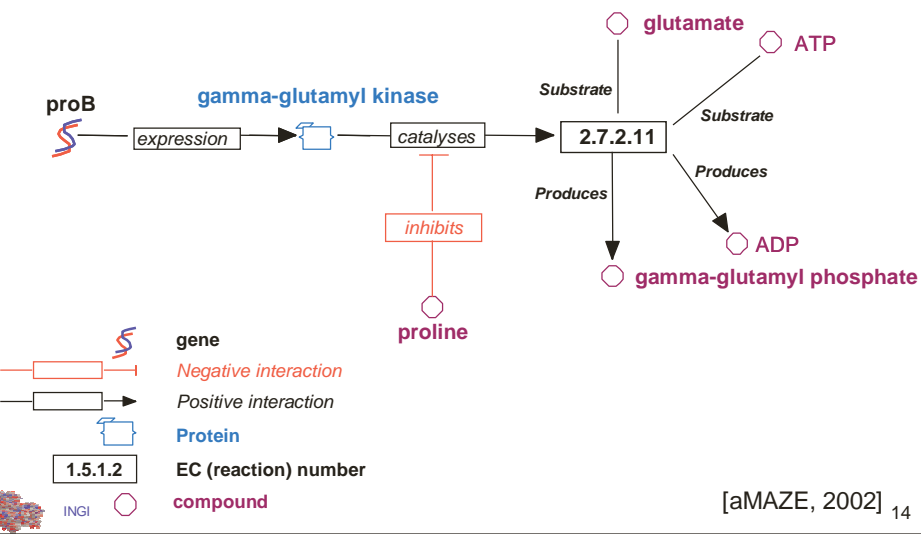 glutamate
ATP
proB
gamma-glutamyl kinase
Substrate
Substrate
expression
catalyses
2.7.2.11
Produces
Produces
inhibits
ADP
gamma-glutamyl phosphate
proline
gene
Negative interaction
Positive interaction
Protein
1.5.1.2 EC (reaction) number
INGI compound
[aMAZE, 2002] 14